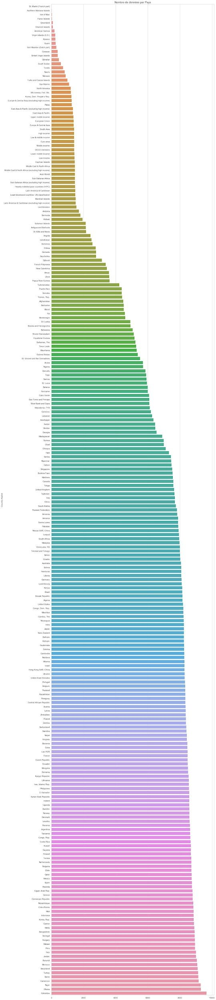 Nombre de données par Pays
St. Martin (French part)
Northern Mariana Islands
Isle of Man
Faroe Islands
Greenland
Channel Islands
American Samoa
Virgin Islands (U.S.)
Kosovo
Guam
Sint Maarten (Dutch part)
Curacao
British Virgin Islands
Gibraltar
South Sudan
Tuvalu
Nauru
Monaco
Turks and Caicos Islands
San Marino
North America
Micronesia, Fed. Sts.
Korea, Dem. People's Rep.
Europe & Central Asia (excluding high income)
Palau
East Asia & Pacific (excluding high income)
East Asia & Pacific
Upper middle income
European Union
Europe & Central Asia
South Asia
High income
Low & middle income
Euro area
Middle income
OECD members
Lower middle income
Low income
Cayman Islands
Middle East & North Africa
Middle East & North Africa (excluding high income)
Arab World
Sub-Saharan Africa
Sub-Saharan Africa (excluding high income)
Heavily indebted poor countries (HIPC)
Latin America & Caribbean
Least developed countries: UN classification
Marshall Islands
Latin America & Caribbean (excluding high income)
Liechtenstein
Andorra
Bermuda
Kiribati
Solomon Islands
Antigua and Barbuda
St. Kitts and Nevis
Angola
Uzbekistan
Dominica
Eritrea
Grenada
Seychelles
Djibouti
French Polynesia
New Caledonia
Oman
Libya
Papua New Guinea
Turkmenistan
Puerto Rico
Somalia
Yemen, Rep.
Afghanistan
Barbados
World
Fiji
Montenegro
Sri Lanka
Bosnia and Herzegovina
Botswana
Brunei Darussalam
Equatorial Guinea
Bahamas, The
Timor-Leste
Mauritania
Guinea-Bissau
St. Vincent and the Grenadines
Aruba
Nigeria
Vanuatu
Togo
Samoa
St. Lucia
Belarus
Suriname
Cabo Verde
Sao Tome and Principe
West Bank and Gaza
Macedonia, FYR
Comoros
Lebanon
Azerbaijan
Sudan
Bhutan
Georgia
Madagascar
Guinea
Chad
Ethiopia
Haiti
Serbia
Myanmar
Gabon
Singapore
Burkina Faso
Maldives
Canada
Tonga
United Kingdom
Tajikistan
Iraq
China
Saudi Arabia
Russian Federation
Armenia
Jamaica
Sierra Leone
Pakistan
Macao SAR, China
Iceland
South Africa
Malaysia
Venezuela, RB
Trinidad and Tobago
Belize
Croatia
Australia
Bolivia
Honduras
Liberia
Germany
Luxembourg
Kenya
Brazil
Slovak Republic
Algeria
United States
Congo, Dem. Rep.
Mauritius
Gambia, The
Nicaragua
India
Japan
New Zealand
Bahrain
Vietnam
Guatemala
Estonia
Cambodia
Moldova
Albania
Israel
Hong Kong SAR, China
Ukraine
United Arab Emirates
Portugal
Belgium
Thailand
Kazakhstan
Paraguay
Central African Republic
Austria
Latvia
Zimbabwe
Poland
Zambia
Switzerland
Namibia
Nepal
Uruguay
Slovenia
Cuba
Lao PDR
France
Czech Republic
Ecuador
Mongolia
Romania
Kyrgyz Republic
Lithuania
Iran, Islamic Rep.
Philippines
El Salvador
Syrian Arab Republic
Ireland
Uganda
Sweden
Norway
Denmark
Lesotho
Panama
Argentina
Tanzania
Congo, Rep.
Costa Rica
Kuwait
Guyana
Finland
Tunisia
Netherlands
Bulgaria
Chile
Qatar
Mexico
Spain
Rwanda
Egypt, Arab Rep.
Greece
Dominican Republic
Mozambique
Cote d'Ivoire
Mali
Indonesia
Korea, Rep.
Cyprus
Malta
Bangladesh
Senegal
Hungary
Malawi
Peru
Italy
Jordan
Burundi
Morocco
Swaziland
Turkey
Benin
Cameroon
Niger
Ghana
Colombia
Country Name
0 2000 4000 6000 8000 10000